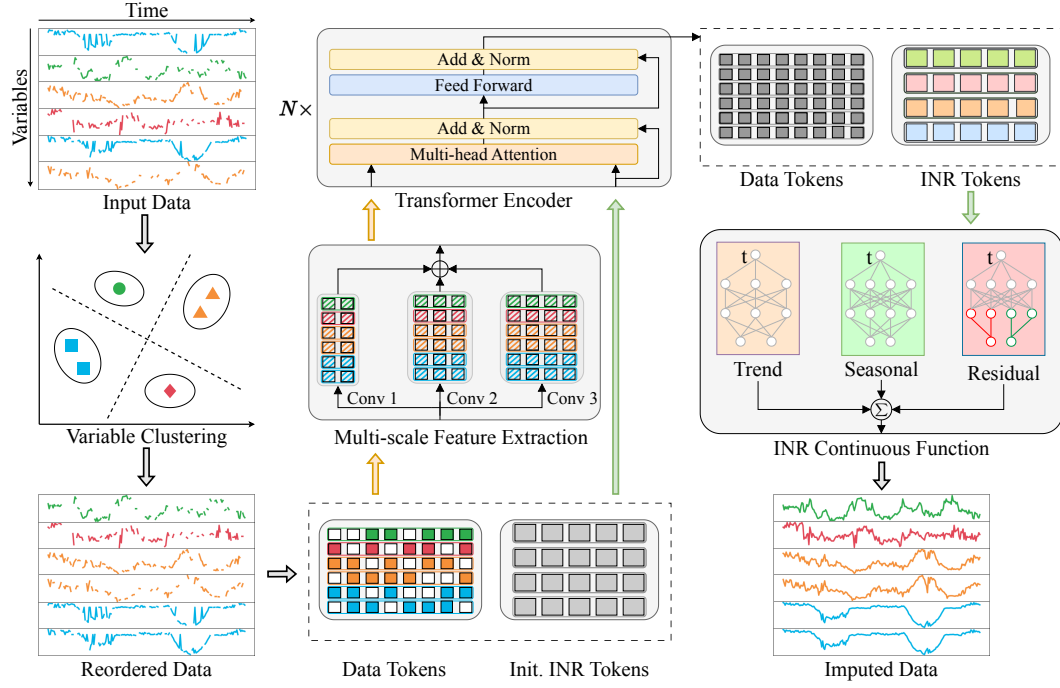 Time
Variables
Input Data
Variable Clustering
Reordered Data
N×
Add & Norm
Feed Forward
Add & Norm
Multi-head Attention
Transformer Encoder
Conv 1
Conv 2
Conv 3
Multi-scale Feature Extraction
Data Tokens
Init. INR Tokens
Data Tokens
INR Tokens
t
t
t
Trend
Seasonal
Residual
Σ
INR Continuous Function
Imputed Data